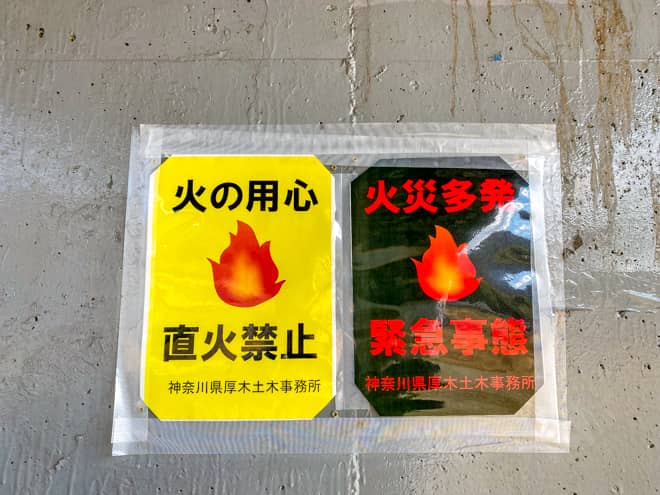 火の用心
直火禁止
神奈川県厚木土木事務所
火災多発
緊急事態
神奈川県厚木土木事務所